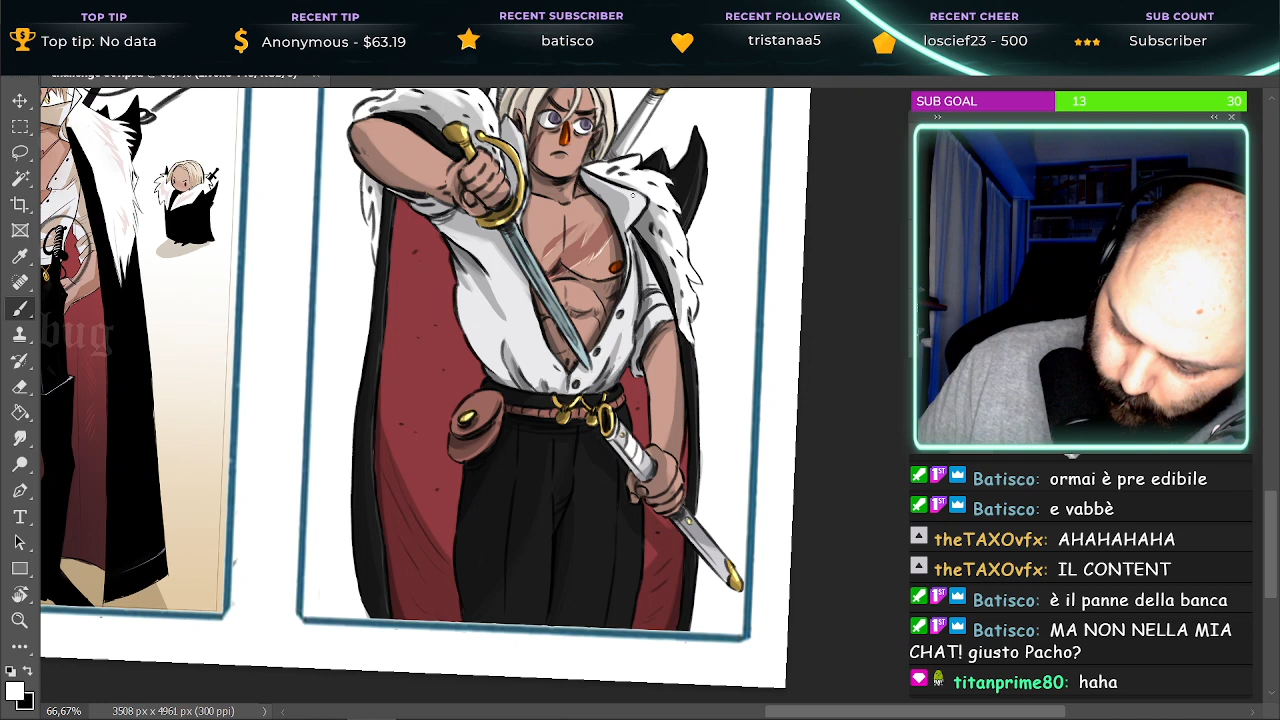 TOP TIP
Top tip: No data
RECENT TIP
Anonymous - $63.19
RECENT SUBSCRIBER
batisco
RECENT FOLLOWER
tristanaa5
RECENT CHEER
loscief23 - 500
SUB COUNT
Subscriber
SUB GOAL 13 30
bug
Batisco: ormai è pre edibile
Batisco: e vabbè
theTAXOvfx: AHAHAHAHA
theTAXOvfx: IL CONTENT
Batisco: è il panne della banca
Batisco: MA NON NELLA MIA
CHAT! giusto Pacho?
titanprime80: haha
66,67% 3508 px x 4961 px (300 ppi)